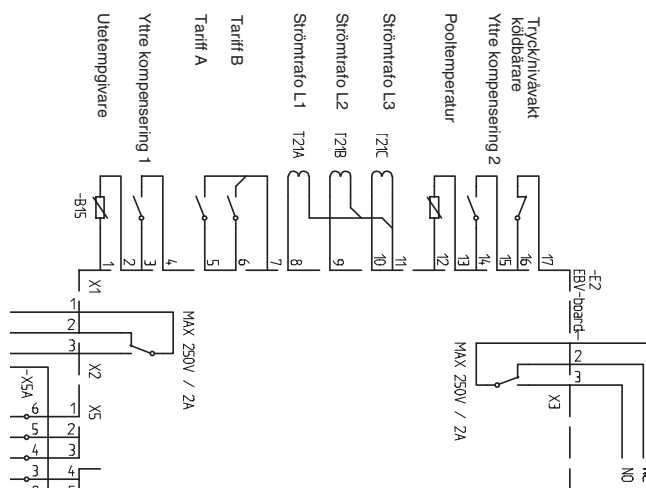 Utetempgivare
Yttre kompensering 1
Tariff A
Tariff B
Strömtrafo L1
Strömtrafo L2
Strömtrafo L3
Pooltemperatur
Yttre kompensering 2
Tryck/nivåvakt
köldbärare
T21A
T21B
T21C
-B15
1
2
3
4
5
6
7
8
9
10
11
12
13
14
15
16
17
X1
-E2
EBV-board
1
2
3
X2
MAX 250V / 2A
1
2
3
X3
MAX 250V / 2A
-X5A
X5
6
1
5
2
4
3
3
4
NO